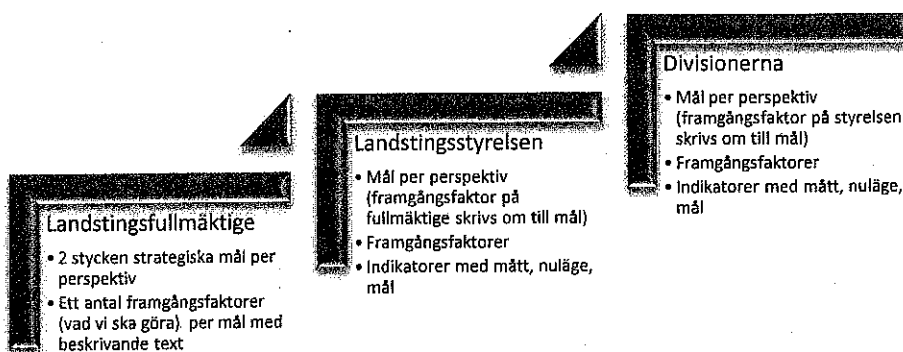 Landstingsfullmäktige
• 2 stycken strategiska mål per
perspektiv
• Ett antal framgångsfaktorer
(vad vi ska göra) per mål med
beskrivande text
Landstingsstyrelsen
• Mål per perspektiv
(framgångsfaktor på
fullmäktige skrivs om till mål)
• Framgångsfaktorer
• Indikatorer med mått, nuläge,
mål
Divisionerna
• Mål per perspektiv
(framgångsfaktor på styrelsen
skrivs om till mål)
• Framgångsfaktorer
• Indikatorer med mått, nuläge,
mål